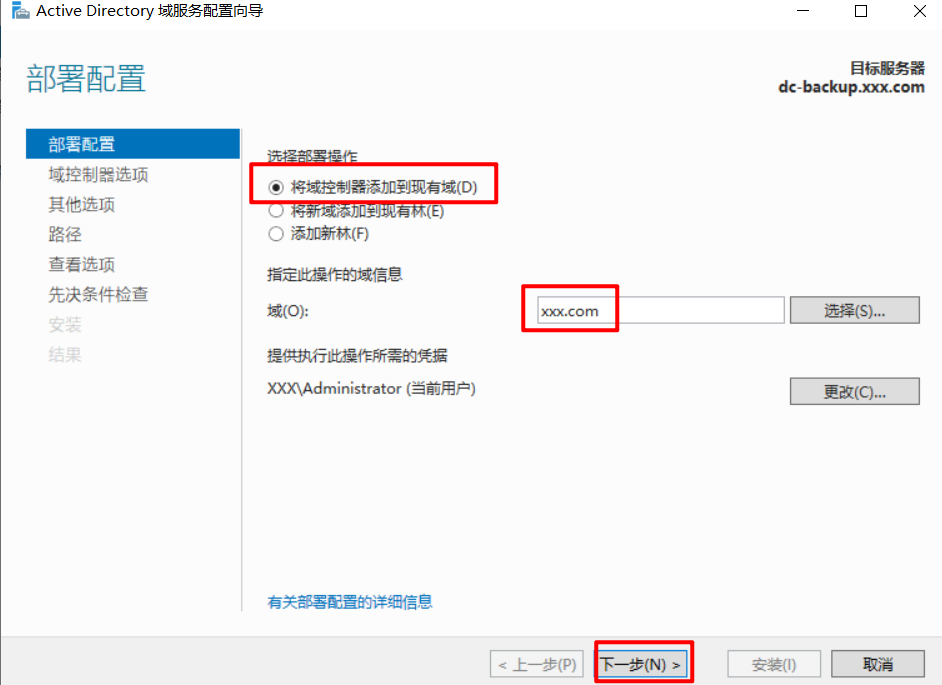 Active Directory 域服务配置向导
部署配置
目标服务器
dc-backup.xxx.com
部署配置
域控制器选项
其他选项
路径
查看选项
先决条件检查
安装
结果
选择部署操作
将域控制器添加到现有域(D)
将新域添加到现有林(E)
添加新林(F)
指定此操作的域信息
域(O):
xxx.com
选择(S)...
提供执行此操作所需的凭据
XXX\Administrator (当前用户)
更改(C)...
有关部署配置的详细信息
< 上一步(P)
下一步(N) >
安装(I)
取消